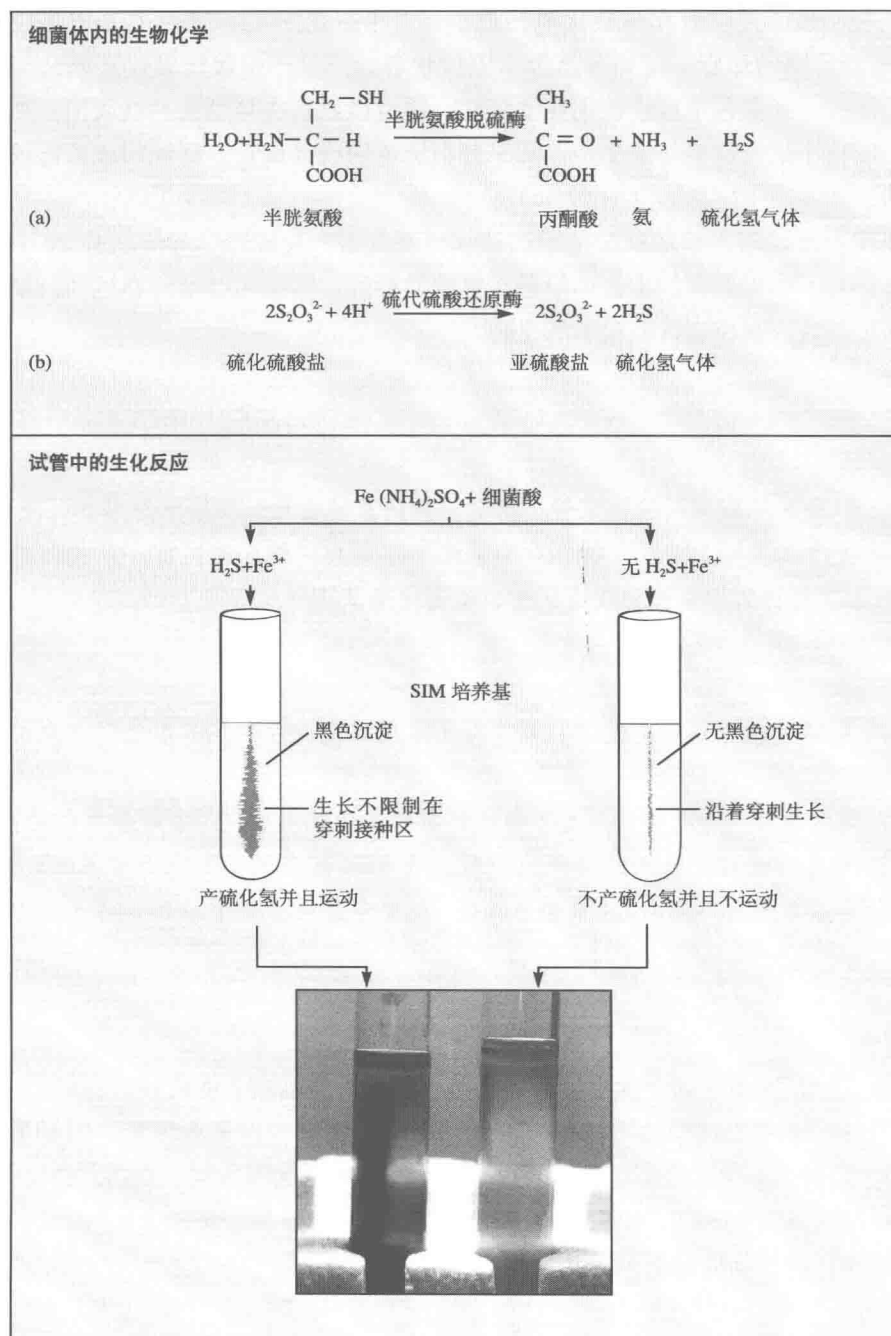 细菌体内的生物化学
CH₂—SH
CH₃
半胱氨酸脱硫酶
H₂O+H₂N—C—H
C=O + NH₃ + H₂S
COOH
COOH
(a)
半胱氨酸
丙酮酸
氨
硫化氢气体
硫代硫酸还原酶
2S₂O₃²⁻ + 4H⁺
2S₂O₃²⁻ + 2H₂S
(b)
硫化硫酸盐
亚硫酸盐
硫化氢气体
试管中的生化反应
Fe (NH₄)₂SO₄+ 细菌酸
H₂S+Fe³⁺
无 H₂S+Fe³⁺
SIM 培养基
黑色沉淀
无黑色沉淀
生长不限制在
穿刺接种区
沿着穿刺生长
产硫化氢并且运动
不产硫化氢并且不运动